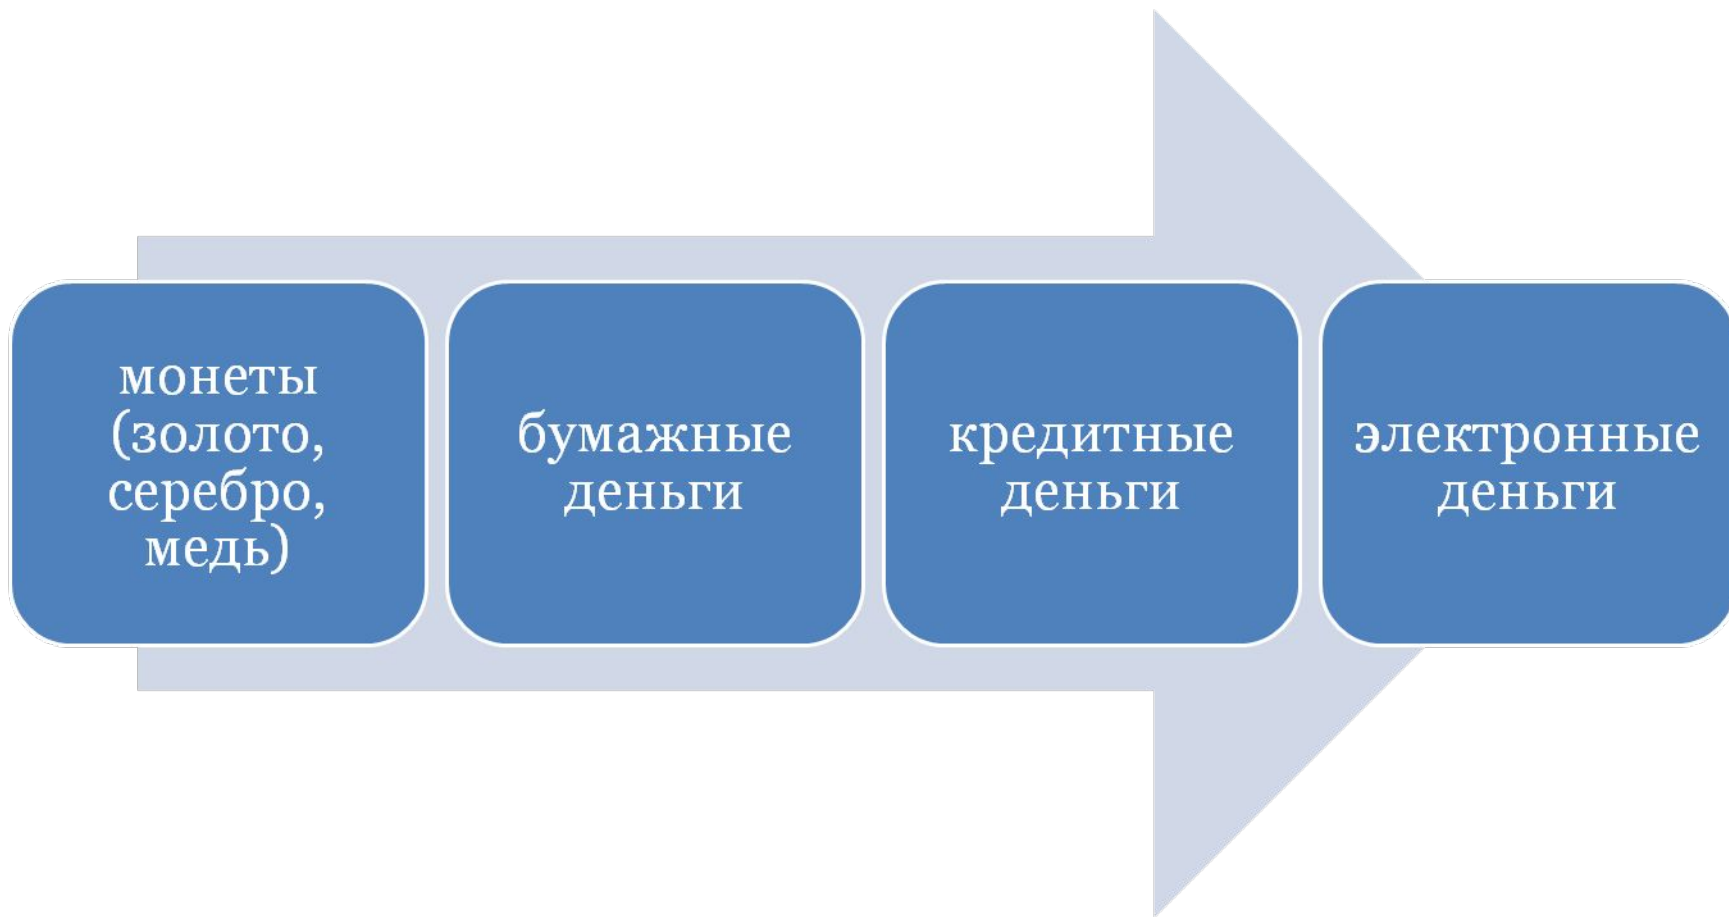 монеты
(золото,
серебро,
медь)
бумажные
деньги
кредитные
деньги
электронные
деньги